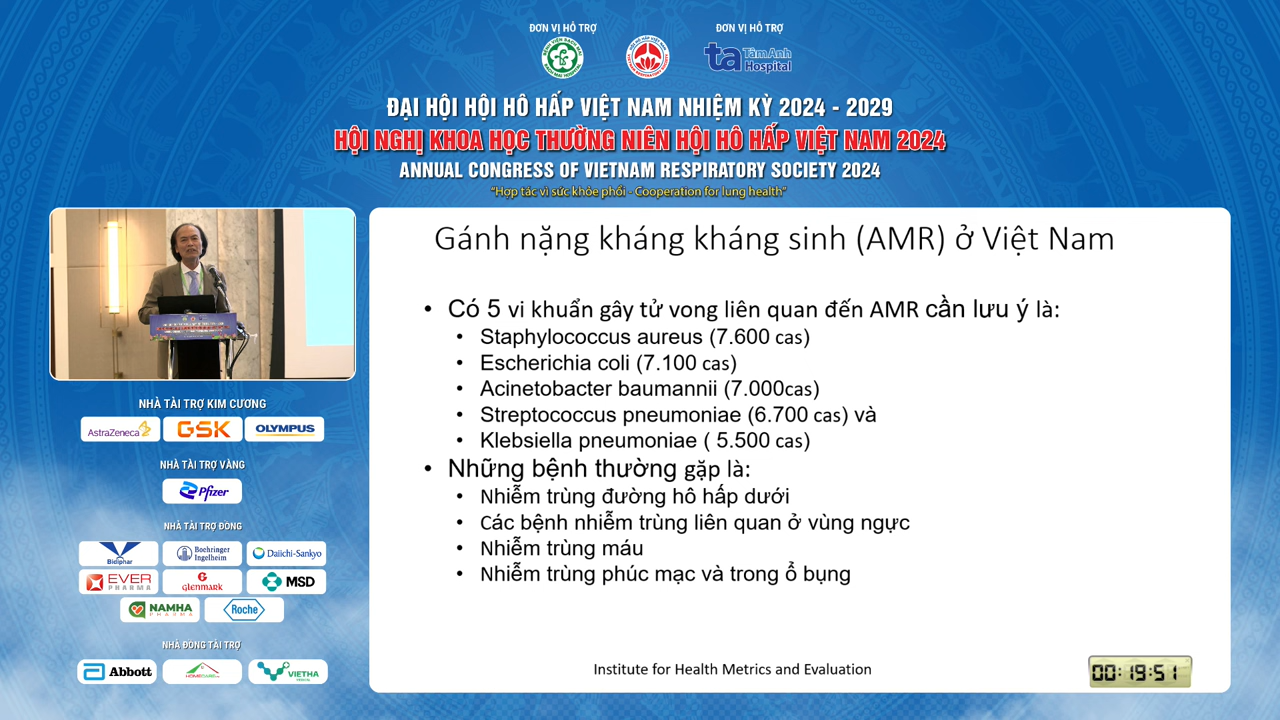 ĐƠN VỊ HỖ TRỢ
ĐƠN VỊ HỖ TRỢ
ta TâmAnh Hospital
ĐẠI HỘI HỘI HÔ HẤP VIỆT NAM NHIỆM KỲ 2024 - 2029
HỘI NGHỊ KHOA HỌC THƯỜNG NIÊN HỘI HÔ HẤP VIỆT NAM 2024
ANNUAL CONGRESS OF VIETNAM RESPIRATORY SOCIETY 2024
"Hợp tác vì sức khỏe phổi - Cooperation for lung health"
NHÀ TÀI TRỢ KIM CƯƠNG
AstraZeneca GSK OLYMPUS
NHÀ TÀI TRỢ VÀNG
Pfizer
NHÀ TÀI TRỢ ĐỒNG
Bidiphar Boehringer Ingelheim Daiichi-Sankyo
EVER PHARMA GLENMARK MSD
NAMHA PHARMA Roche
NHÀ ĐỒNG TÀI TRỢ
Abbott VIETHA
Gánh nặng kháng kháng sinh (AMR) ở Việt Nam
• Có 5 vi khuẩn gây tử vong liên quan đến AMR cần lưu ý là:
• Staphylococcus aureus (7.600 cas)
• Escherichia coli (7.100 cas)
• Acinetobacter baumannii (7.000cas)
• Streptococcus pneumoniae (6.700 cas) và
• Klebsiella pneumoniae ( 5.500 cas)
• Những bệnh thường gặp là:
• Nhiễm trùng đường hô hấp dưới
• Các bệnh nhiễm trùng liên quan ở vùng ngực
• Nhiễm trùng máu
• Nhiễm trùng phúc mạc và trong ổ bụng
Institute for Health Metrics and Evaluation
00:19:51